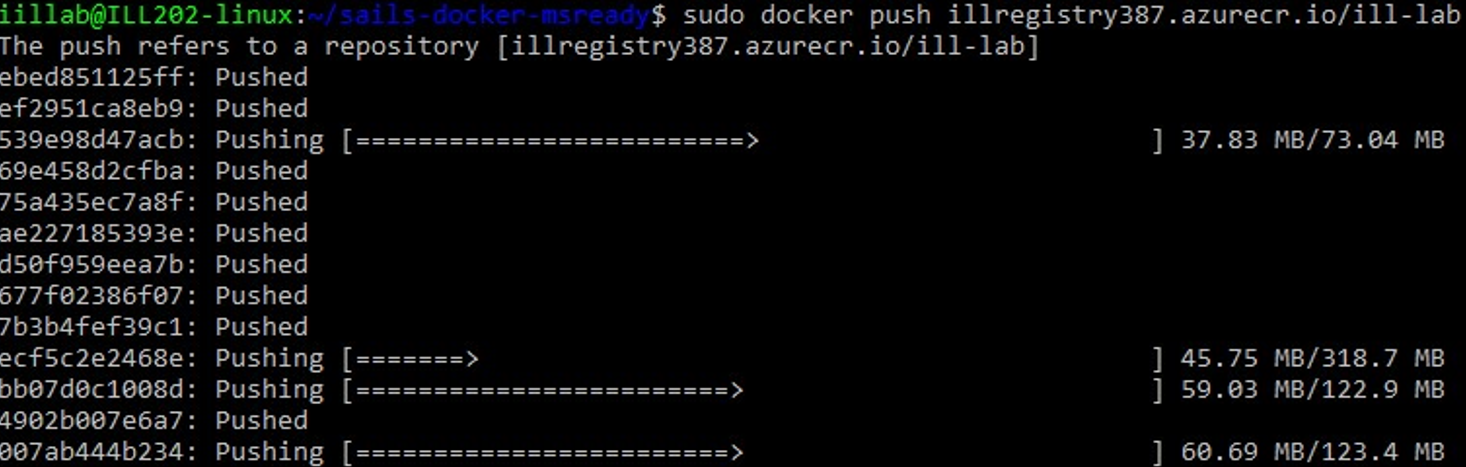 iillab@ILL202-linux:~/sails-docker-msready$ sudo docker push illregistry387.azurecr.io/ill-lab
The push refers to a repository [illregistry387.azurecr.io/ill-lab]
ebed851125ff: Pushed
ef2951ca8eb9: Pushed
539e98d47acb: Pushing [=========================>                         ] 37.83 MB/73.04 MB
69e458d2cfba: Pushed
75a435ec7a8f: Pushed
ae227185393e: Pushed
d50f959eea7b: Pushed
677f02386f07: Pushed
7b3b4fef39c1: Pushed
ecf5c2e2468e: Pushing [=======>                                           ] 45.75 MB/318.7 MB
bb07d0c1008d: Pushing [========================>                          ] 59.03 MB/122.9 MB
4902b007e6a7: Pushed
007ab444b234: Pushing [========================>                          ] 60.69 MB/123.4 MB